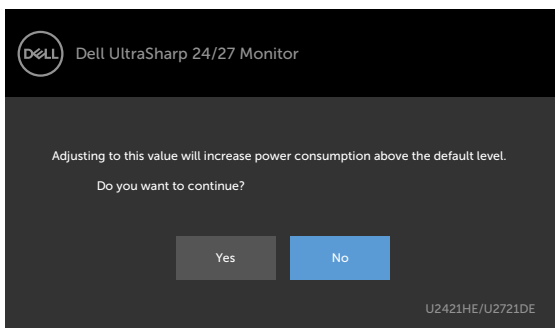 DELL
Dell UltraSharp 24/27 Monitor
Adjusting to this value will increase power consumption above the default level.
Do you want to continue?
Yes
No
U2421HE/U2721DE